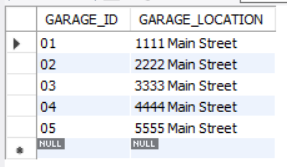 GARAGE_ID GARAGE_LOCATION
01 1111 Main Street
02 2222 Main Street
03 3333 Main Street
04 4444 Main Street
05 5555 Main Street
NULL NULL